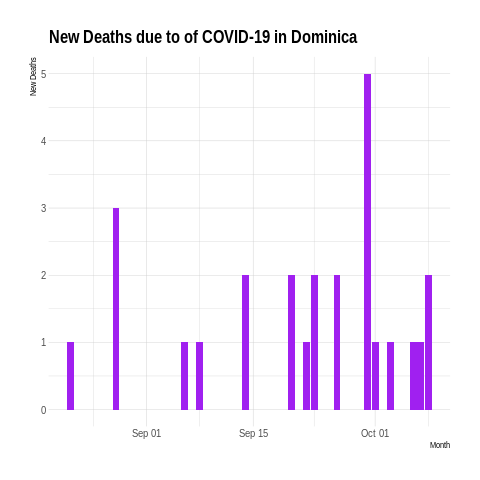 New Deaths due to of COVID-19 in Dominica
New Deaths
5
4
3
2
1
0
Sep 01
Sep 15
Oct 01
Month